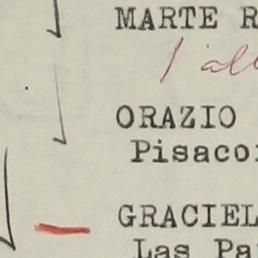 MARTE R
ORAZIO
Pisaco
GRACIEL
Las Pa